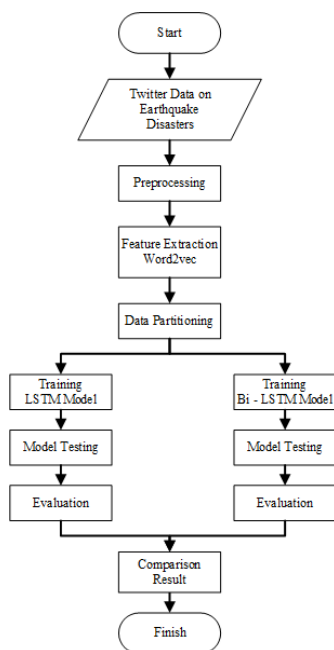 Start
Twitter Data on
Earthquake
Disasters
Preprocessing
Feature Extraction
Word2vec
Data Partitioning
Training
LSTM Model
Training
Bi - LSTM Model
Model Testing
Model Testing
Evaluation
Evaluation
Comparison
Result
Finish